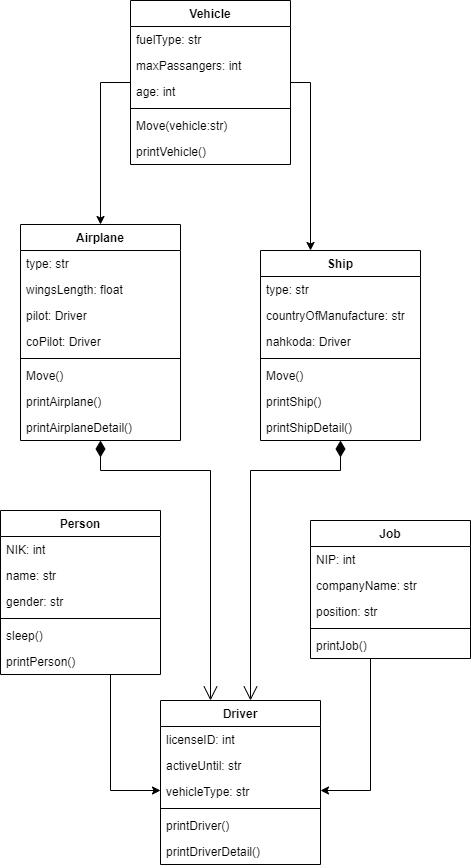 Vehicle
fuelType: str
maxPassangers: int
age: int
Move(vehicle:str)
printVehicle()
Airplane
type: str
wingsLength: float
pilot: Driver
coPilot: Driver
Move()
printAirplane()
printAirplaneDetail()
Ship
type: str
countryOfManufacture: str
nahkoda: Driver
Move()
printShip()
printShipDetail()
Person
NIK: int
name: str
gender: str
sleep()
printPerson()
Job
NIP: int
companyName: str
position: str
printJob()
Driver
licenseID: int
activeUntil: str
vehicleType: str
printDriver()
printDriverDetail()